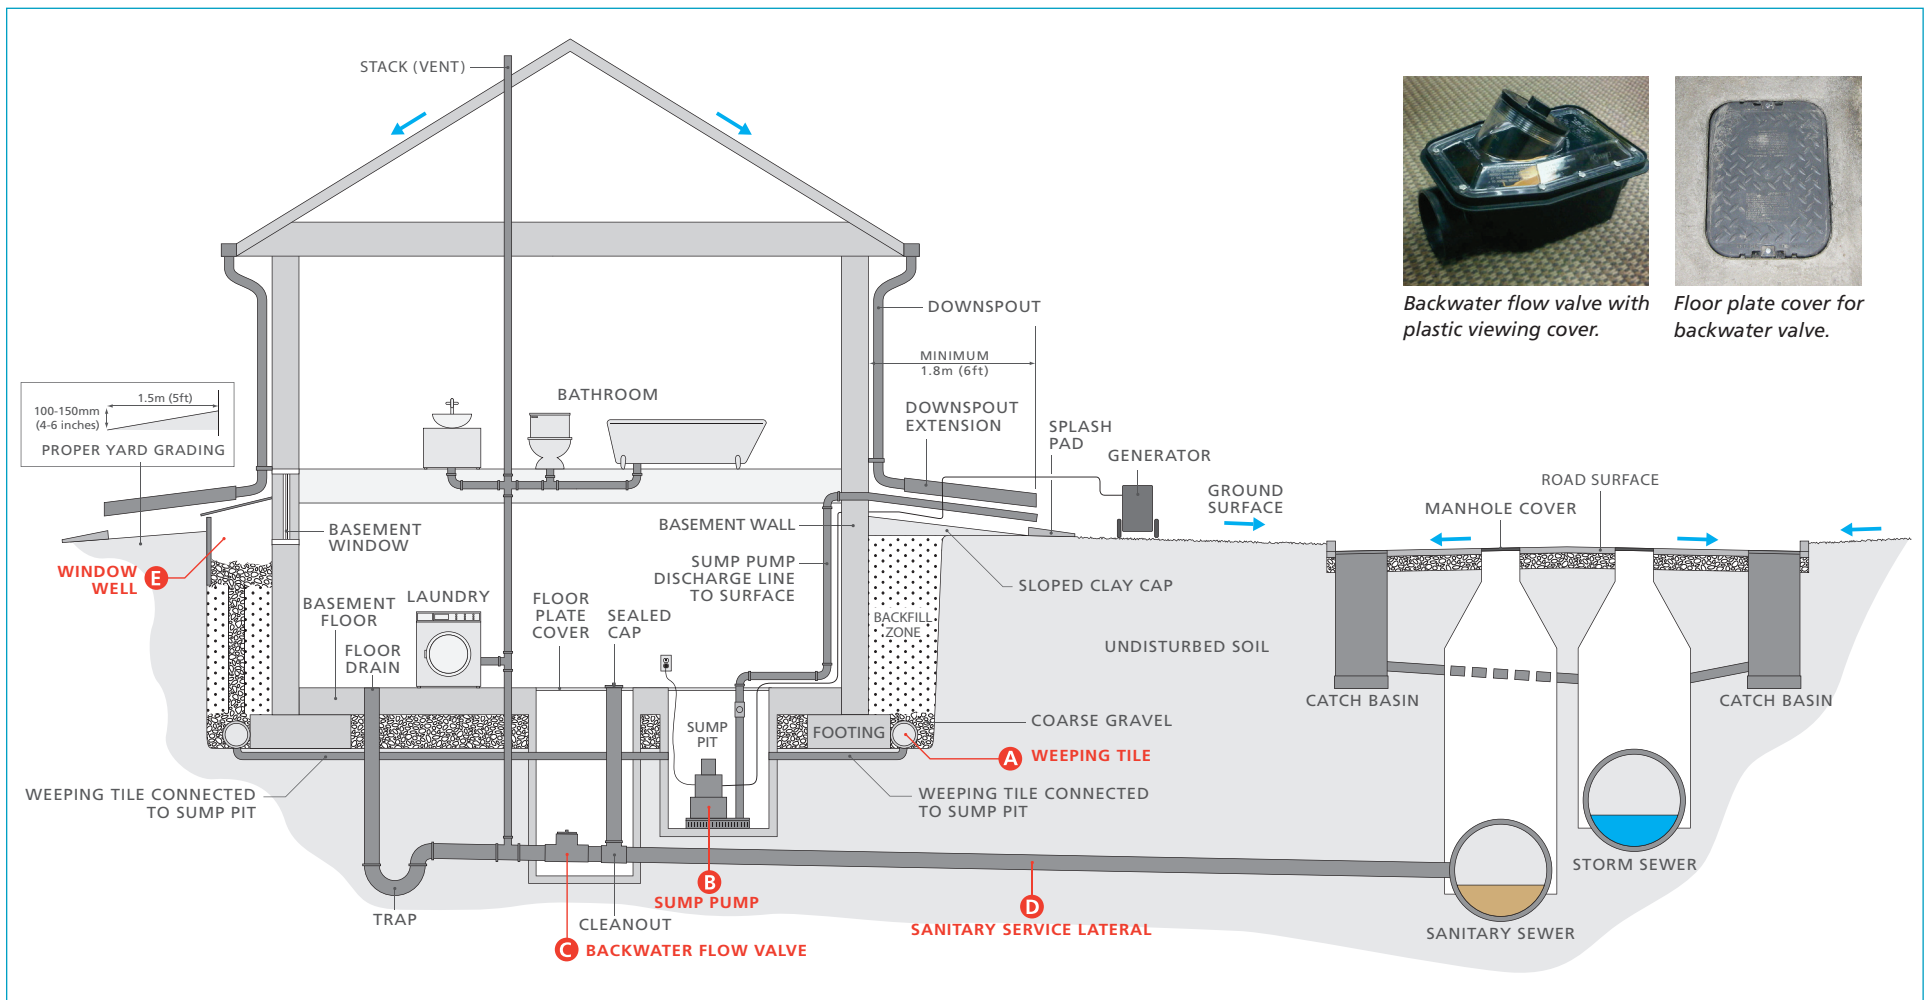 STACK (VENT)
Backwater flow valve with
plastic viewing cover.
Floor plate cover for
backwater valve.
DOWNSPOUT
MINIMUM
1.8m (6ft)
1.5m (5ft)
100-150mm
(4-6 inches)
PROPER YARD GRADING
BATHROOM
DOWNSPOUT
EXTENSION
SPLASH
PAD
GENERATOR
GROUND
SURFACE
ROAD SURFACE
MANHOLE COVER
BASEMENT
WINDOW
BASEMENT WALL
WINDOW
WELL
E
SUMP PUMP
DISCHARGE LINE
TO SURFACE
SLOPED CLAY CAP
BASEMENT
FLOOR
LAUNDRY
FLOOR
PLATE
COVER
SEALED
CAP
BACKFILL
ZONE
UNDISTURBED SOIL
FLOOR
DRAIN
CATCH BASIN
CATCH BASIN
SUMP
PIT
FOOTING
COARSE GRAVEL
A WEEPING TILE
WEEPING TILE CONNECTED
TO SUMP PIT
WEEPING TILE CONNECTED
TO SUMP PIT
STORM SEWER
B
SUMP PUMP
TRAP
CLEANOUT
D
SANITARY SERVICE LATERAL
SANITARY SEWER
C BACKWATER FLOW VALVE